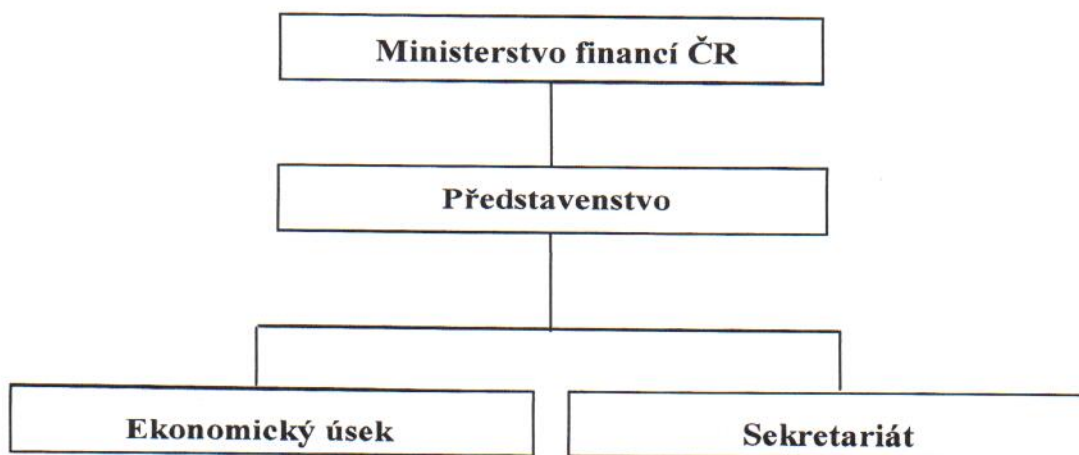 Ministerstvo financí ČR
Představenstvo
Ekonomický úsek
Sekretariát